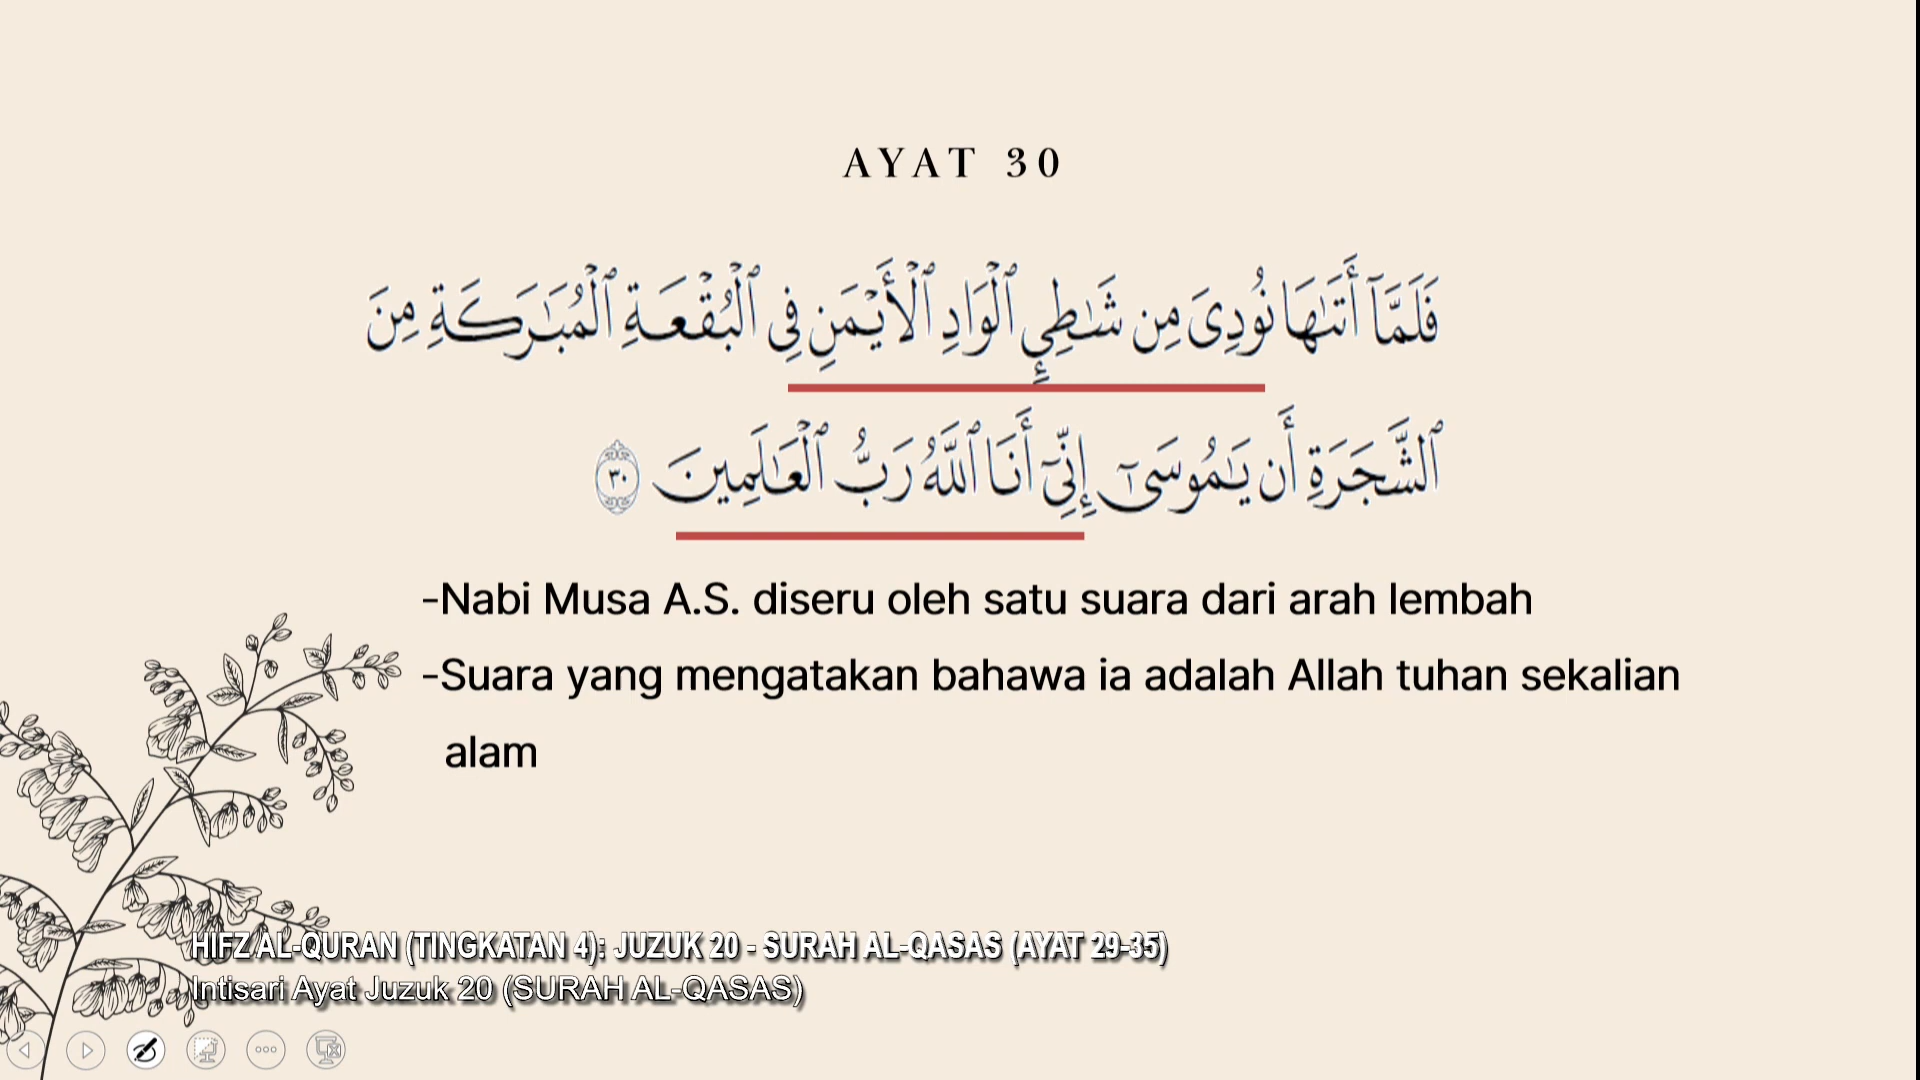 AYAT 30
فَلَمَّآ أَتَىٰهَا نُودِىَ مِن شَـٰطِئِ ٱلْوَادِ ٱلْأَيْمَنِ فِى ٱلْبُقْعَةِ ٱلْمُبَـٰرَكَةِ مِنَ
ٱلشَّجَرَةِ أَن يَـٰمُوسَىٰٓ إِنِّىٓ أَنَا ٱللَّهُ رَبُّ ٱلْعَـٰلَمِينَ ٣٠
-Nabi Musa A.S. diseru oleh satu suara dari arah lembah
-Suara yang mengatakan bahawa ia adalah Allah tuhan sekalian
alam
HIFZ AL-QURAN (TINGKATAN 4): JUZUK 20 - SURAH AL-QASAS (AYAT 29-35)
Intisari Ayat Juzuk 20 (SURAH AL-QASAS)